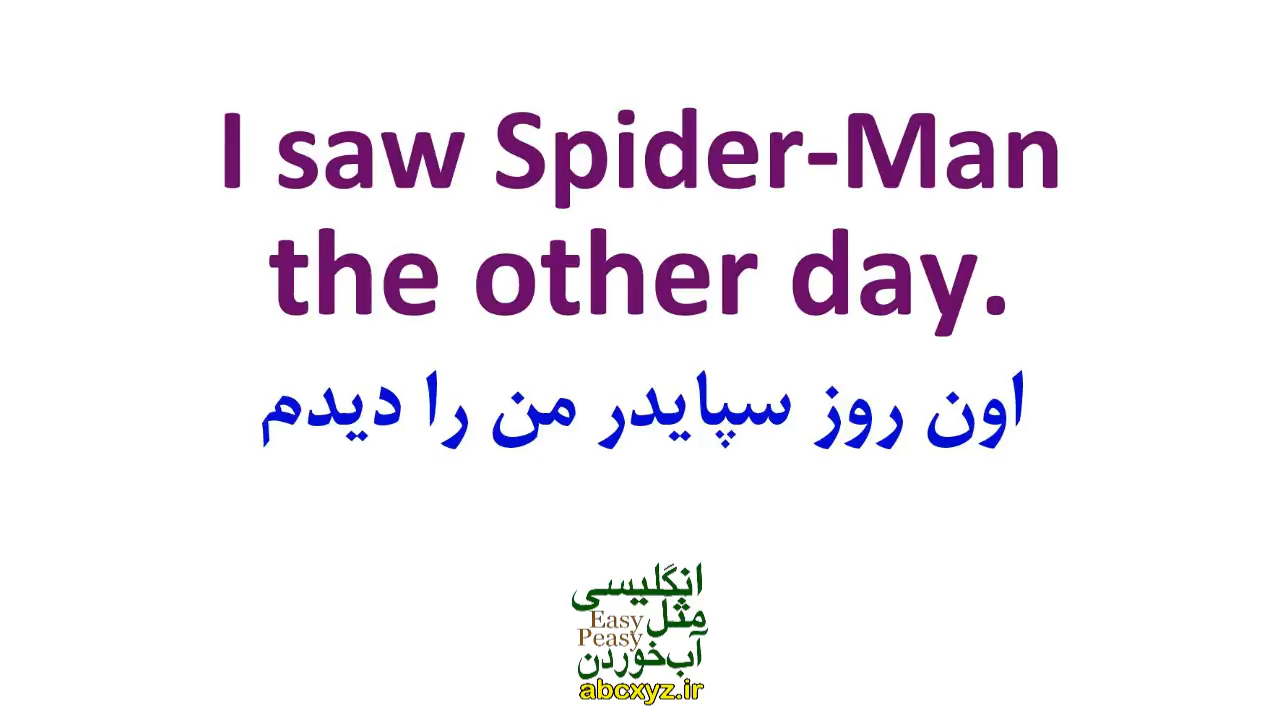 I saw Spider-Man
the other day.
اون روز سپایدر من را دیدم
انگلیسی
مثل
Easy
Peasy
آب‌خوردن
abcxyz.ir